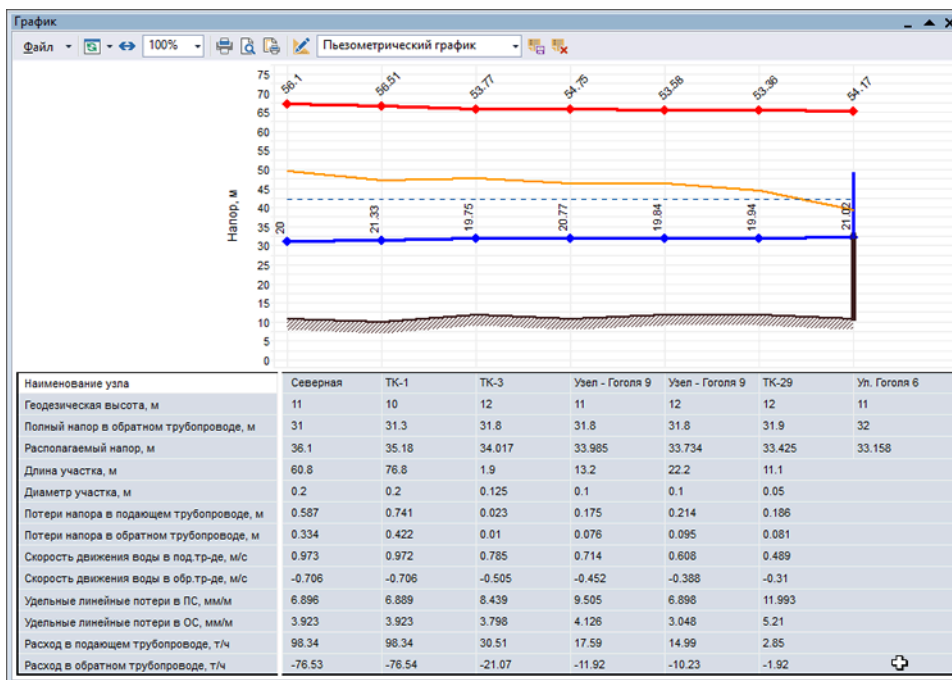 График
Файл 100% Пьезометрический график
75
70
65
60
55
50
45
40
35
30
25
20
15
10
5
0
Напор, м
56.1 56.51 53.77 54.75 53.58 53.36 54.17
20 21.33 19.75 20.77 19.84 19.94 21.02
Наименование узла Северная ТК-1 ТК-3 Узел - Гоголя 9 Узел - Гоголя 9 ТК-29 Ул. Гоголя 6
Геодезическая высота, м 11 10 12 11 12 12 11
Полный напор в обратном трубопроводе, м 31 31.3 31.8 31.8 31.8 31.9 32
Располагаемый напор, м 36.1 35.18 34.017 33.985 33.734 33.425 33.158
Длина участка, м 60.8 76.8 1.9 13.2 22.2 11.1
Диаметр участка, м 0.2 0.2 0.125 0.1 0.1 0.05
Потери напора в подающем трубопроводе, м 0.587 0.741 0.023 0.175 0.214 0.186
Потери напора в обратном трубопроводе, м 0.334 0.422 0.01 0.076 0.095 0.081
Скорость движения воды в под.тр-де, м/с 0.973 0.972 0.785 0.714 0.608 0.489
Скорость движения воды в обр.тр-де, м/с -0.706 -0.706 -0.505 -0.452 -0.388 -0.31
Удельные линейные потери в ПС, мм/м 6.896 6.889 8.439 9.505 6.898 11.993
Удельные линейные потери в ОС, мм/м 3.923 3.923 3.798 4.126 3.048 5.21
Расход в подающем трубопроводе, т/ч 98.34 98.34 30.51 17.59 14.99 2.85
Расход в обратном трубопроводе, т/ч -76.53 -76.54 -21.07 -11.92 -10.23 -1.92